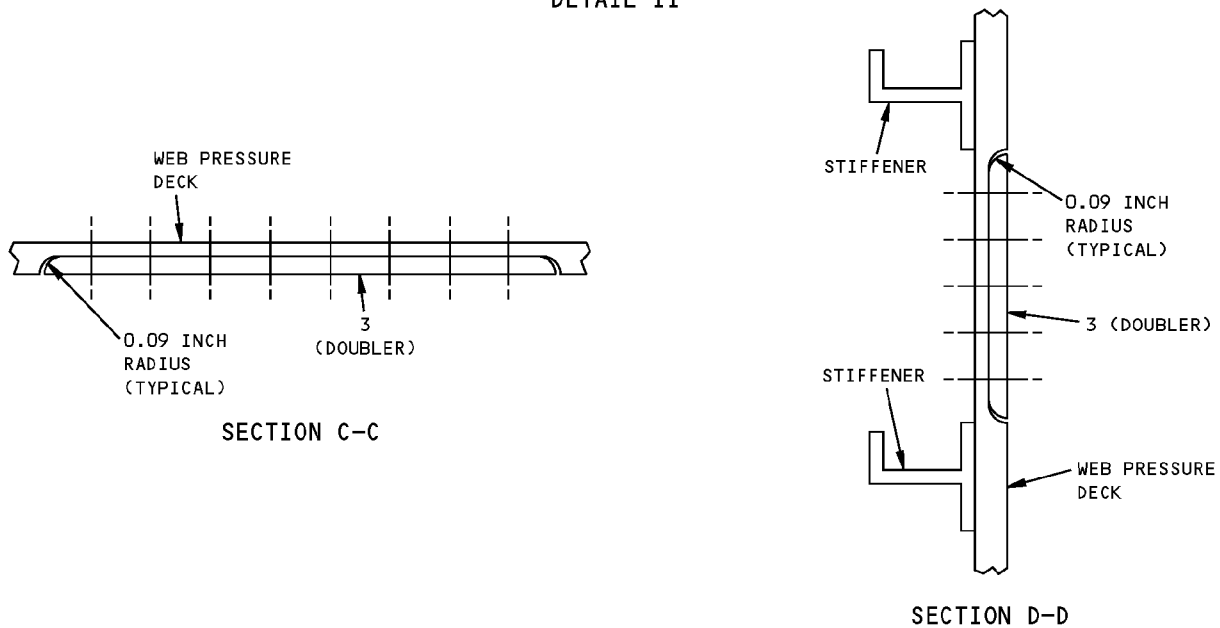 DETAIL II
WEB PRESSURE
DECK
0.09 INCH
RADIUS
(TYPICAL)
3
(DOUBLER)
SECTION C-C
STIFFENER
0.09 INCH
RADIUS
(TYPICAL)
3 (DOUBLER)
STIFFENER
WEB PRESSURE
DECK
SECTION D-D